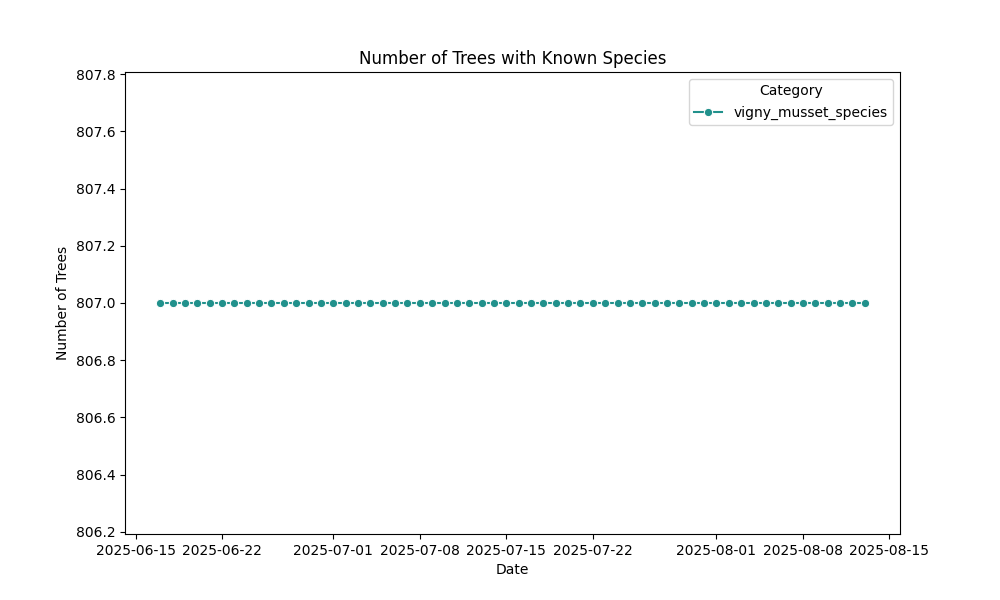 Number of Trees with Known Species
Category
vigny_musset_species
Number of Trees
807.8
807.6
807.4
807.2
807.0
806.8
806.6
806.4
806.2
2025-06-15 2025-06-22 2025-07-01 2025-07-08 2025-07-15 2025-07-22 2025-08-01 2025-08-08 2025-08-15
Date